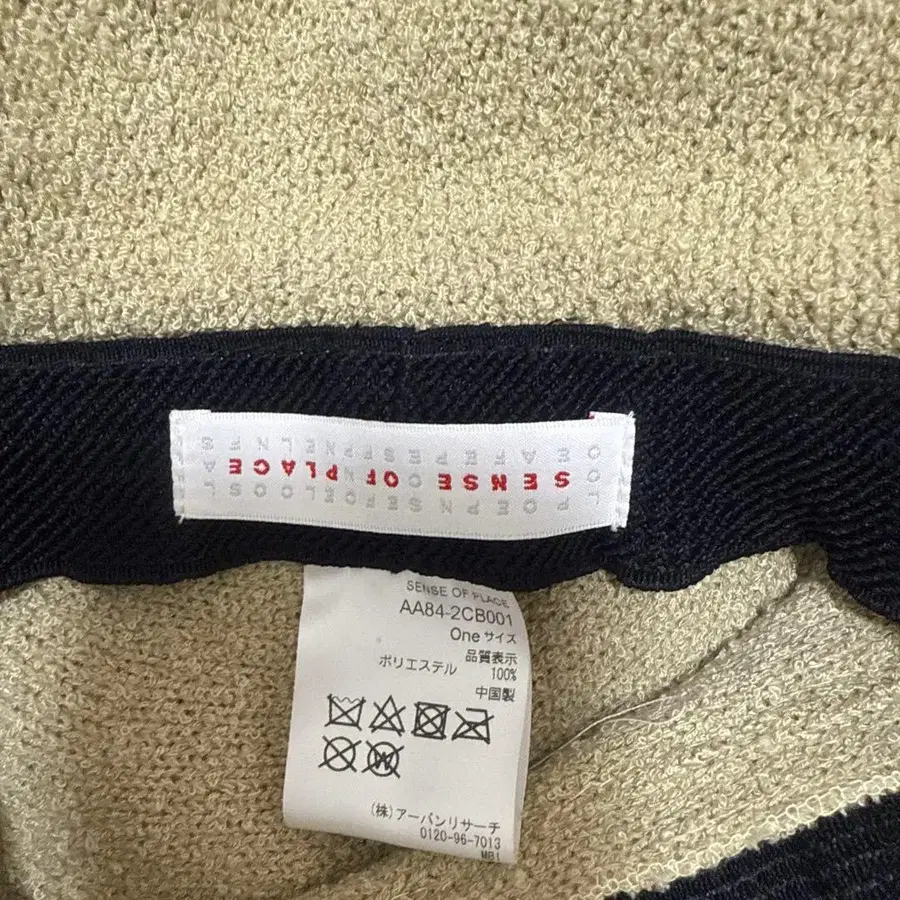 SENSE OF PLACE
SENSE OF PLACE
AA84-2CB001
One サイズ
品質表示
ポリエステル 100%
中国製
(株)アーバンリサーチ
0120-96-7013